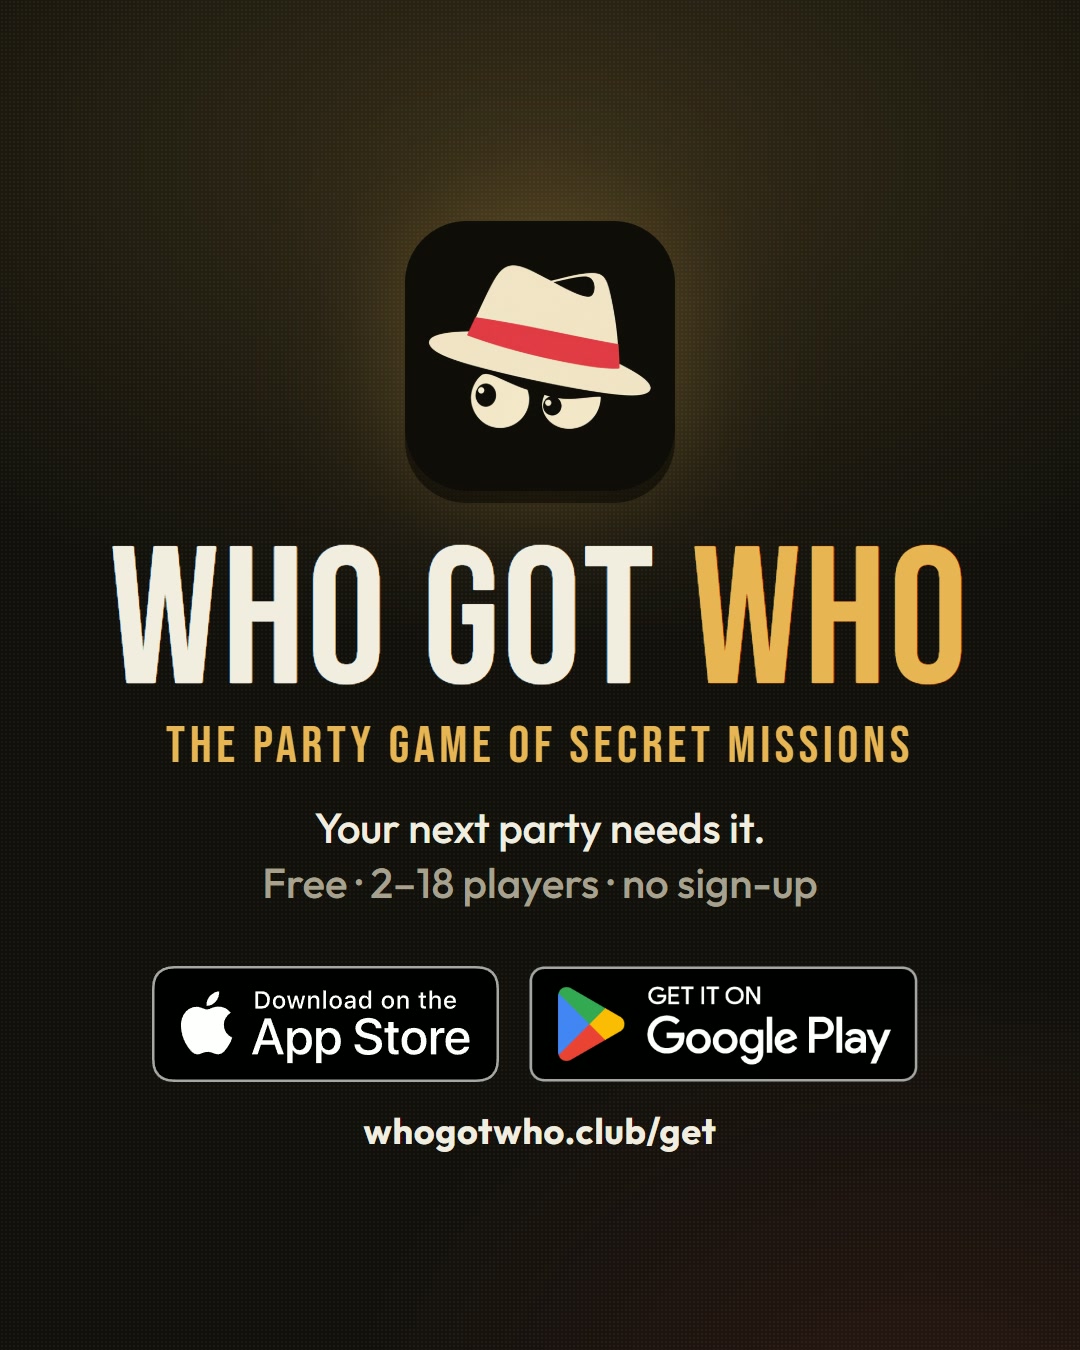 WHO GOT WHO
THE PARTY GAME OF SECRET MISSIONS
Your next party needs it.
Free · 2–18 players · no sign-up
Download on the
App Store
GET IT ON
Google Play
whogotwho.club/get